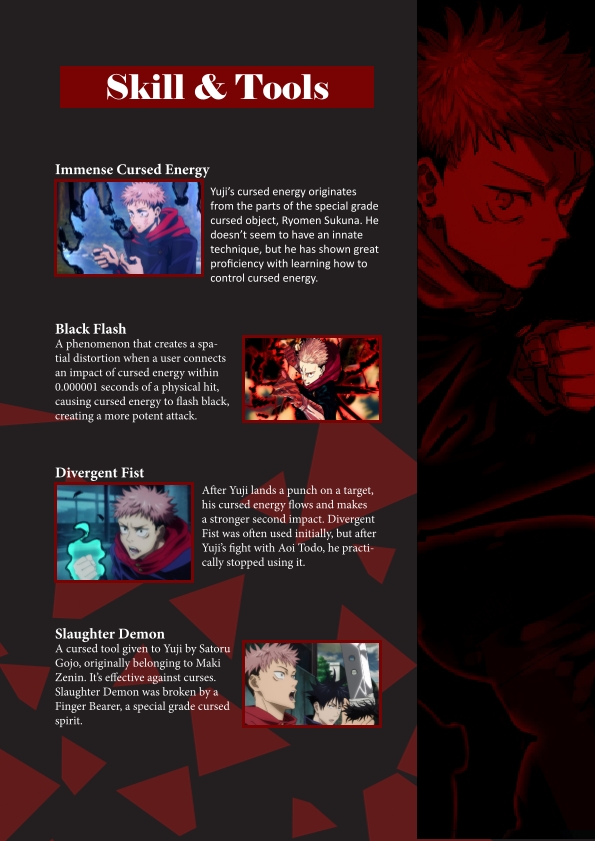 Skill & Tools
Immense Cursed Energy
Yuji's cursed energy originates
from the parts of the special grade
cursed object, Ryomen Sukuna. He
doesn't seem to have an innate
technique, but he has shown great
proficiency with learning how to
control cursed energy.
Black Flash
A phenomenon that creates a spa-
tial distortion when a user connects
an impact of cursed energy within
0.000001 seconds of a physical hit,
causing cursed energy to flash black,
creating a more potent attack.
Divergent Fist
After Yuji lands a punch on a target,
his cursed energy flows and makes
a stronger second impact. Divergent
Fist was often used initially, but after
Yuji's fight with Aoi Todo, he practi-
cally stopped using it.
Slaughter Demon
A cursed tool given to Yuji by Satoru
Gojo, originally belonging to Maki
Zenin. It's effective against curses.
Slaughter Demon was broken by a
Finger Bearer, a special grade cursed
spirit.